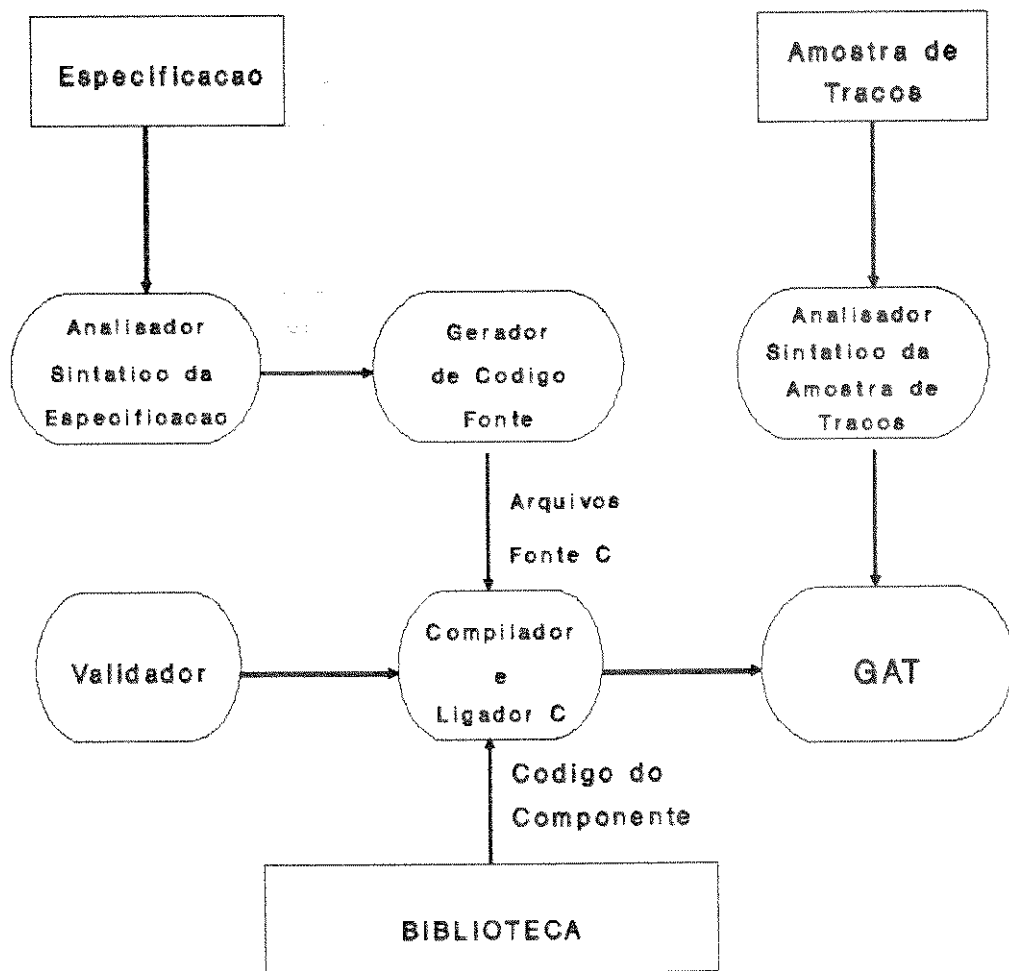 Especificacao
Amostra de
Tracos
Analisador
Sintatico da
Especificacao
Gerador
de Codigo
Fonte
Analisador
Sintatico da
Amostra de
Tracos
Arquivos
Fonte C
Validador
Compilador
e
Ligador C
GAT
Codigo do
Componente
BIBLIOTECA